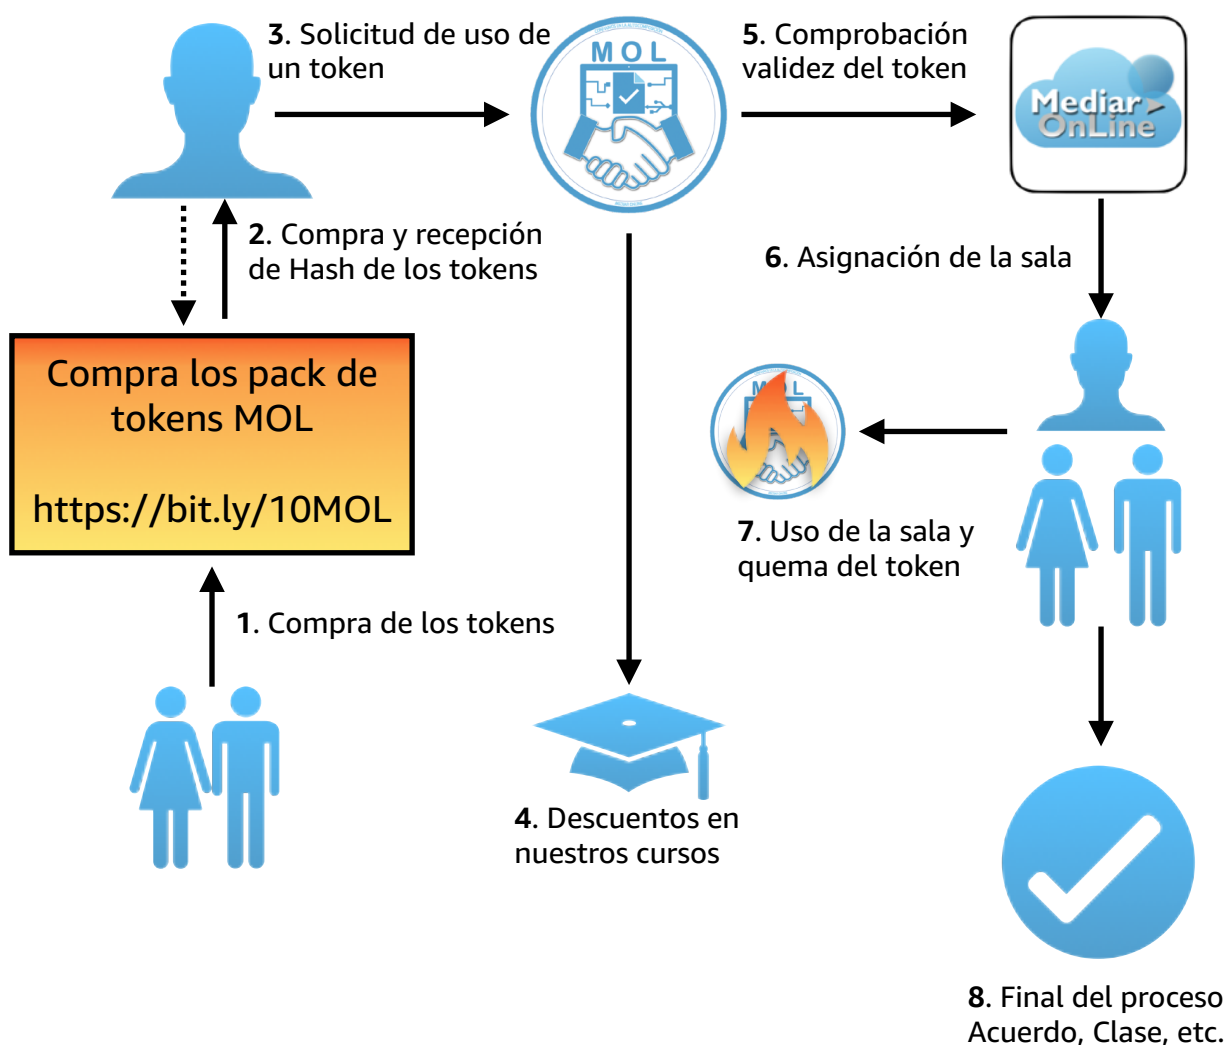 3. Solicitud de uso de
un token
MOL
5. Comprobación
validez del token
Mediar
OnLine
2. Compra y recepción
de Hash de los tokens
6. Asignación de la sala
Compra los pack de
tokens MOL
https://bit.ly/10MOL
7. Uso de la sala y
quema del token
1. Compra de los tokens
4. Descuentos en
nuestros cursos
8. Final del proceso
Acuerdo, Clase, etc.